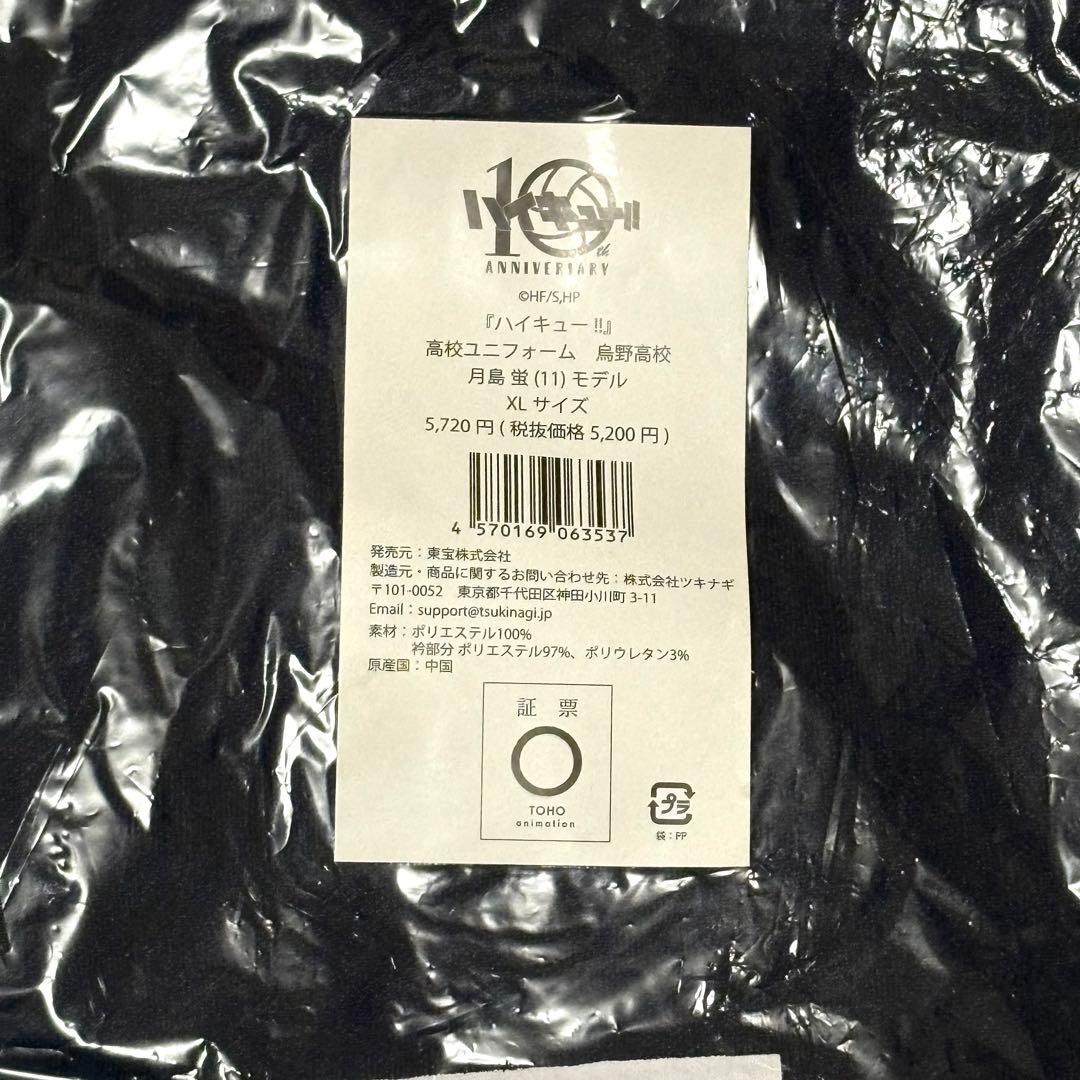 10th
ハイキュー!!
ANNIVERSARY
©HF/S,HP
『ハイキュー!!』
高校ユニフォーム 烏野高校
月島 蛍 (11) モデル
XL サイズ
5,720 円 ( 税抜価格 5,200 円 )
4 570169 063537
発売元：東宝株式会社
製造元・商品に関するお問い合わせ先：株式会社ツキナギ
〒101-0052 東京都千代田区神田小川町 3-11
Email：support@tsukinagi.jp
素材：ポリエステル100%
衿部分 ポリエステル97%、ポリウレタン3%
原産国：中国
証 票
TOHO
animation
プラ
袋：PP